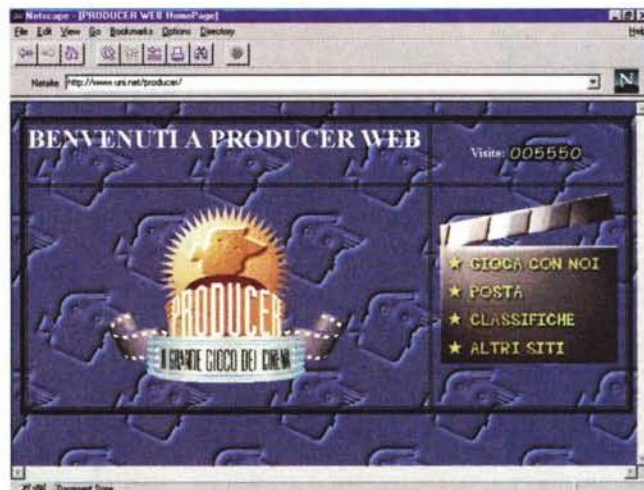 Netscape - [PRODUCER WEB HomePage]
File Edit View Go Bookmarks Options Directory Help
Netsite: http://www.uni.net/producer/
N
BENVENUTI A PRODUCER WEB
Visite: 005550
PRODUCER
IL GRANDE GIOCO DEL CINEMA
★ GIOCA CON NOI
★ POSTA
★ CLASSIFICHE
★ ALTRI SITI
Document: Done